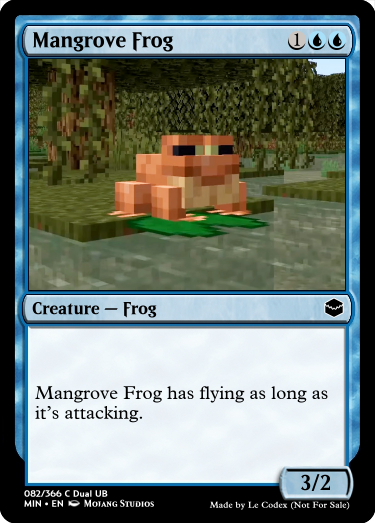 Mangrove Frog 1
Creature — Frog
Mangrove Frog has flying as long as
it's attacking.
3/2
082/366 C Dual UB
MIN • EN Mojang Studios
Made by Le Codex (Not For Sale)